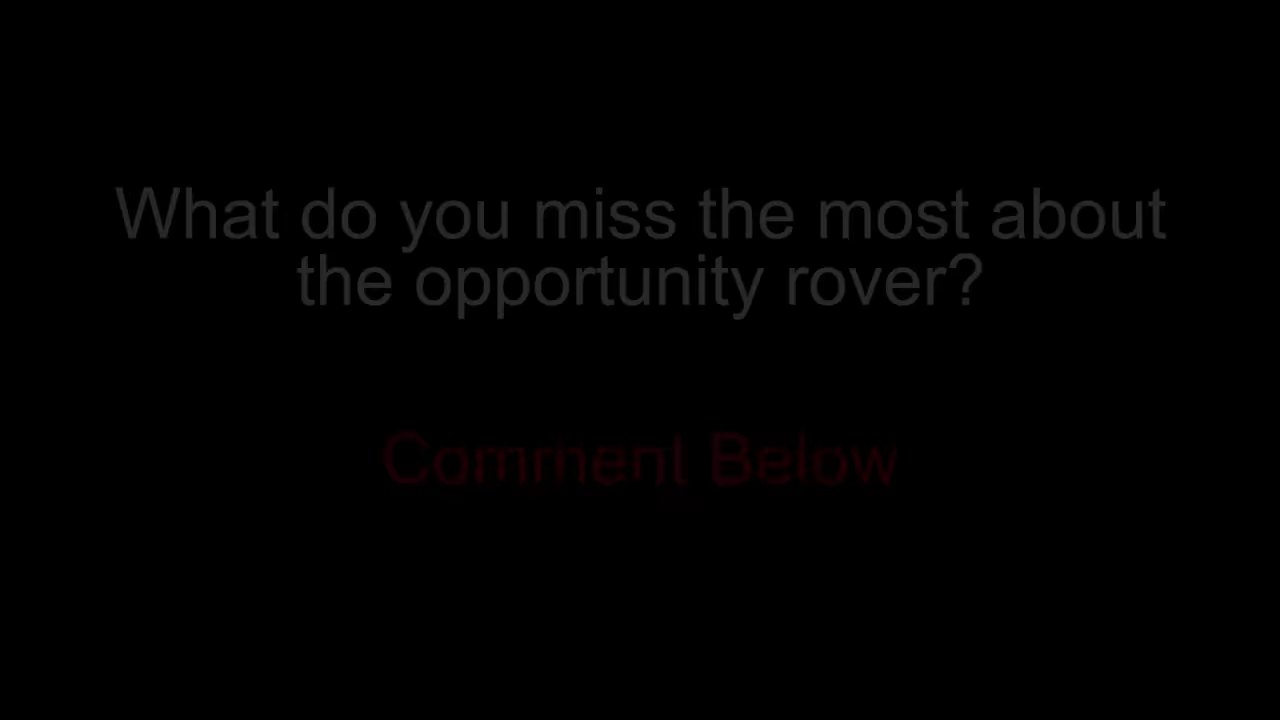 What do you miss the most about
the opportunity rover?
Comment Below